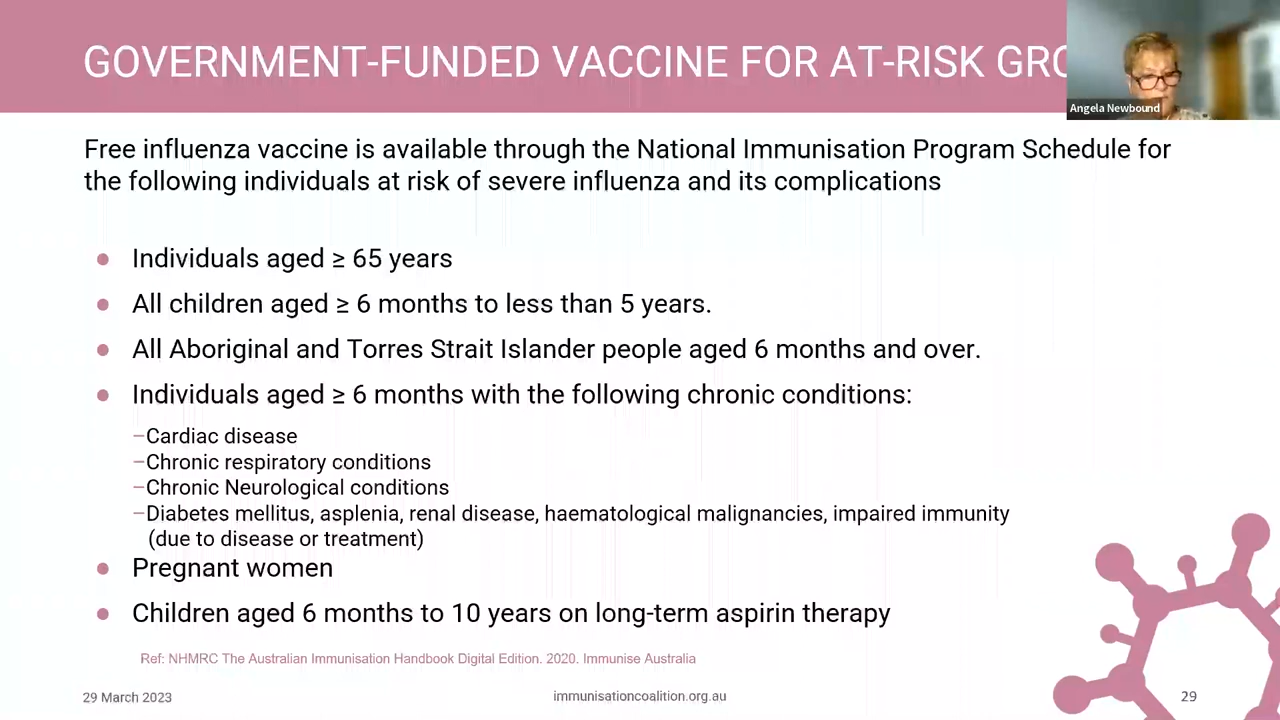 GOVERNMENT-FUNDED VACCINE FOR AT-RISK
Angela Newbound
Free influenza vaccine is available through the National Immunisation Program Schedule for
the following individuals at risk of severe influenza and its complications
● Individuals aged ≥ 65 years
● All children aged ≥ 6 months to less than 5 years.
● All Aboriginal and Torres Strait Islander people aged 6 months and over.
● Individuals aged ≥ 6 months with the following chronic conditions:
–Cardiac disease
–Chronic respiratory conditions
–Chronic Neurological conditions
–Diabetes mellitus, asplenia, renal disease, haematological malignancies, impaired immunity
(due to disease or treatment)
● Pregnant women
● Children aged 6 months to 10 years on long-term aspirin therapy
Ref: NHMRC The Australian Immunisation Handbook Digital Edition. 2020. Immunise Australia
29 March 2023
immunisationcoalition.org.au
29